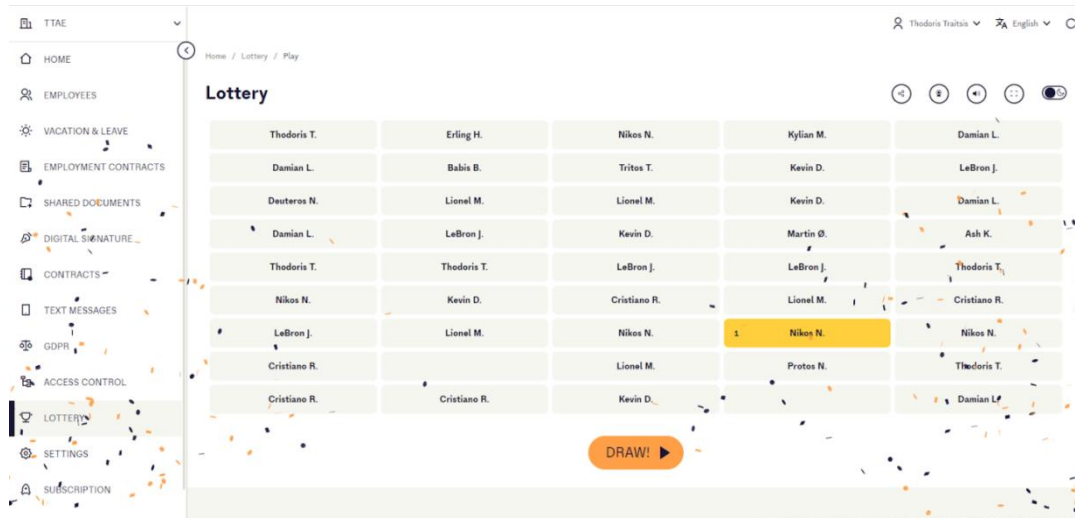 TTAE
Thodoris Traitsis
English
HOME
Home / Lottery / Play
EMPLOYEES
Lottery
VACATION & LEAVE
EMPLOYMENT CONTRACTS
SHARED DOCUMENTS
DIGITAL SIGNATURE
CONTRACTS
TEXT MESSAGES
GDPR
ACCESS CONTROL
LOTTERY
SETTINGS
SUBSCRIPTION
Thodoris T. Erling H. Nikos N. Kylian M. Damian L.
Damian L. Babis B. Tritos T. Kevin D. LeBron J.
Deuteros N. Lionel M. Lionel M. Kevin D. Damian L.
Damian L. LeBron J. Kevin D. Martin Ø. Ash K.
Thodoris T. Thodoris T. LeBron J. LeBron J. Thodoris T.
Nikos N. Kevin D. Cristiano R. Lionel M. Cristiano R.
LeBron J. Lionel M. Nikos N. 1 Nikos N. Nikos N.
Cristiano R. Lionel M. Protos N. Thodoris T.
Cristiano R. Cristiano R. Kevin D. Damian L.
DRAW!